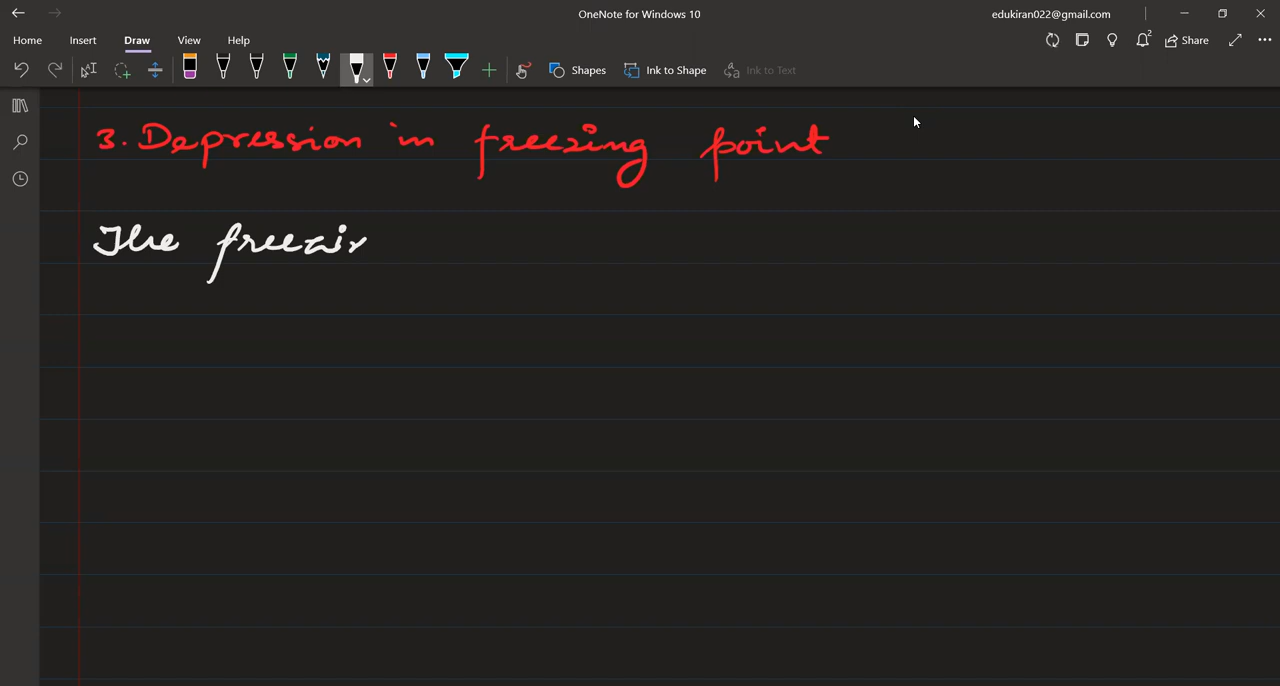 OneNote for Windows 10
edukiran022@gmail.com
Home Insert Draw View Help
Share
Shapes Ink to Shape Ink to Text
3. Depression in freezing point
The freezin